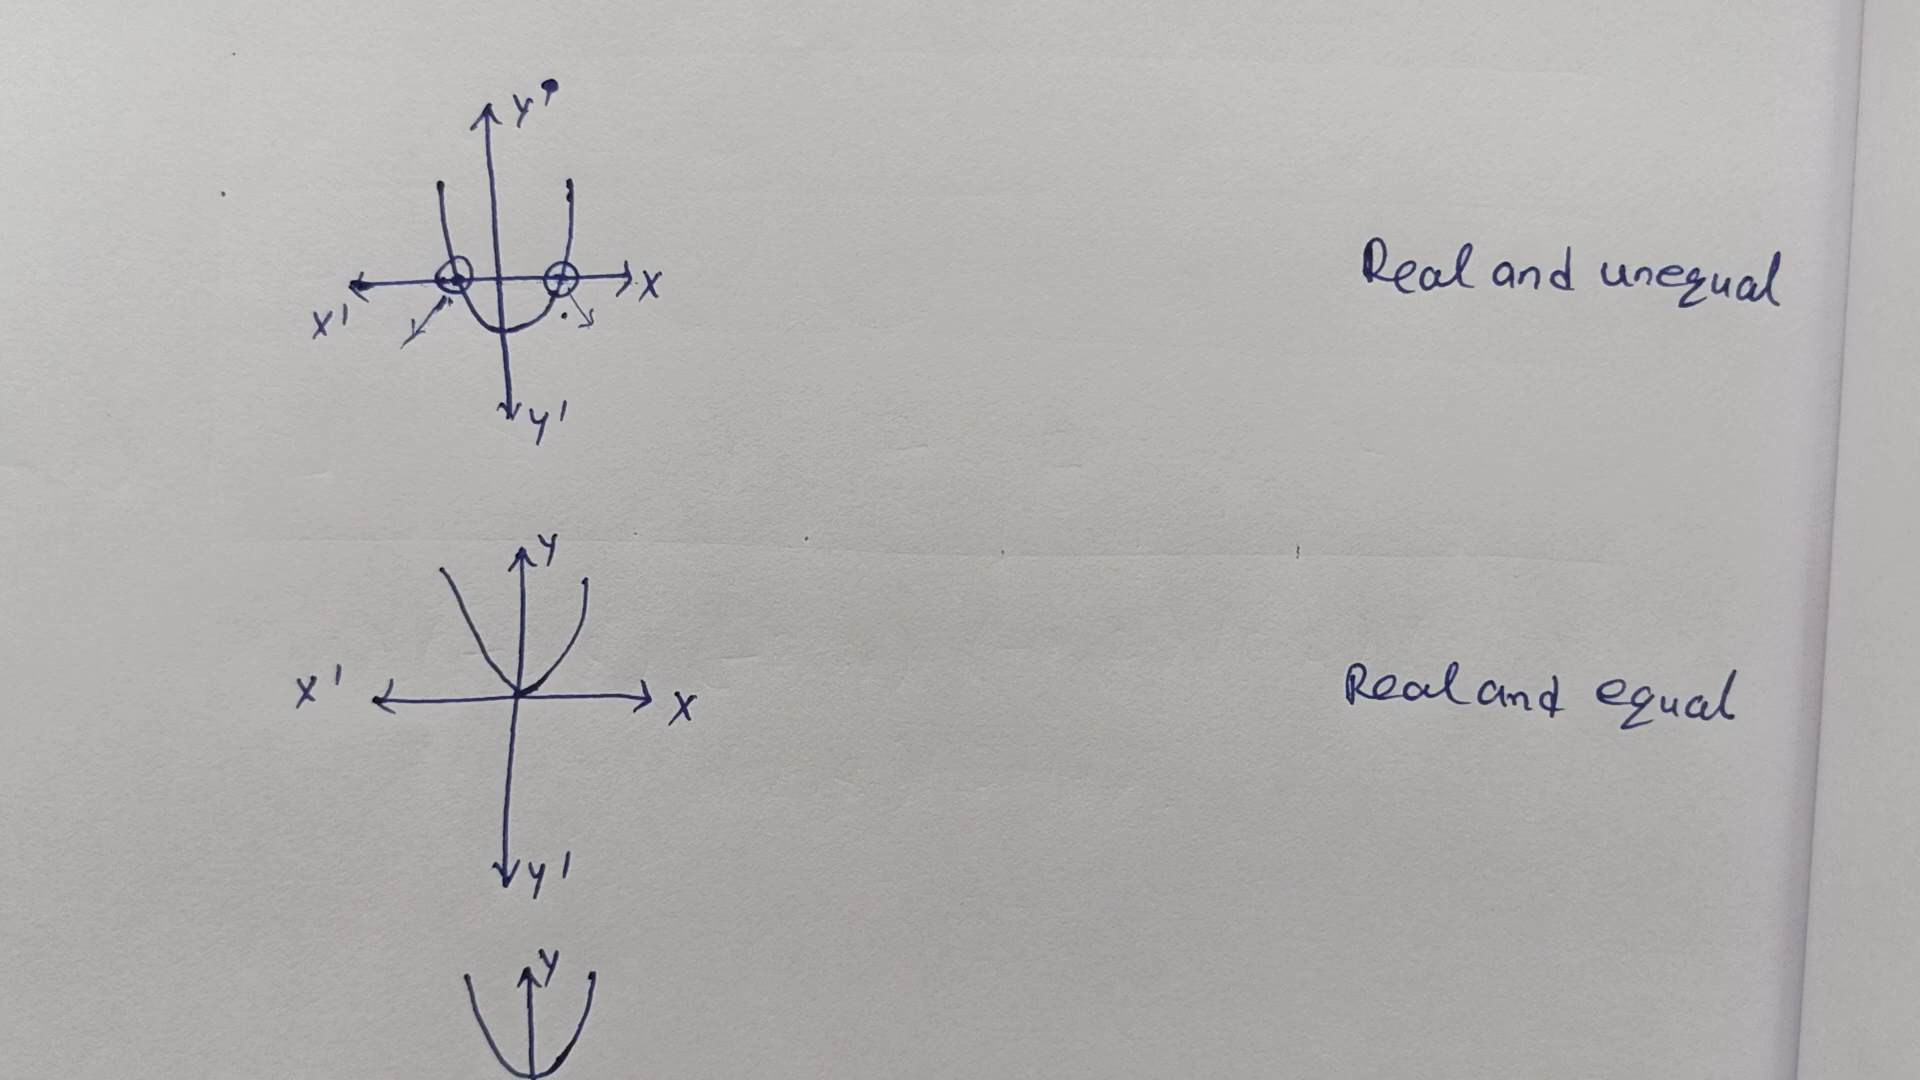 Y
X' X
Real and unequal
Y'
Y
X' X
Real and equal
Y'
Y